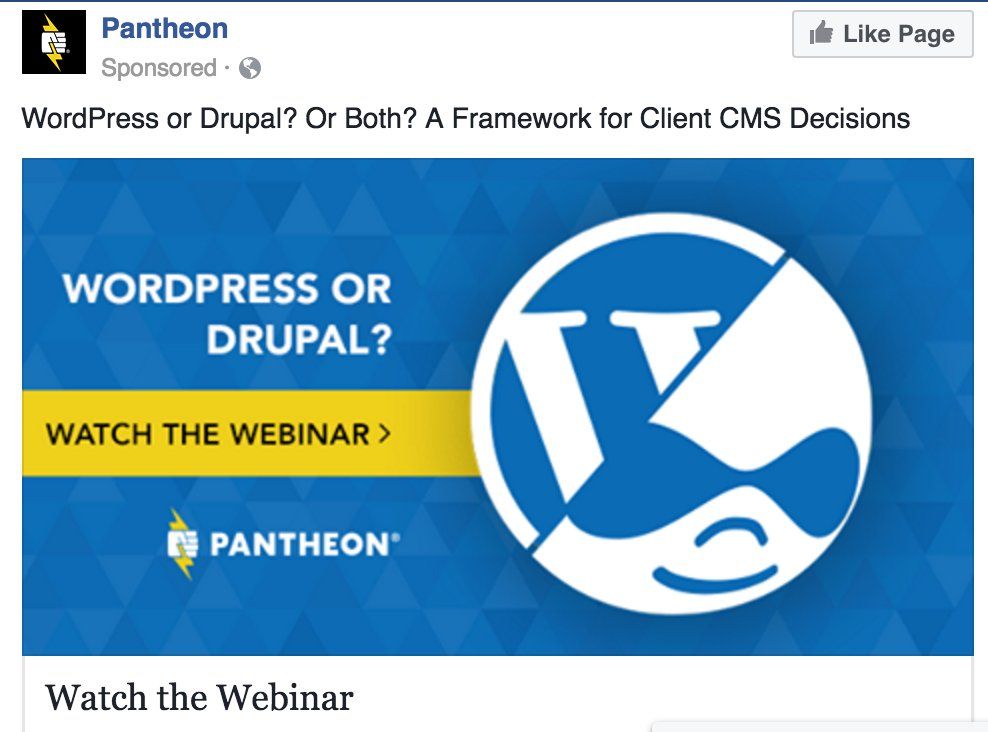 Pantheon
Like Page
Sponsored ·
WordPress or Drupal? Or Both? A Framework for Client CMS Decisions
WORDPRESS OR
DRUPAL?
WATCH THE WEBINAR >
PANTHEON®
W
Watch the Webinar